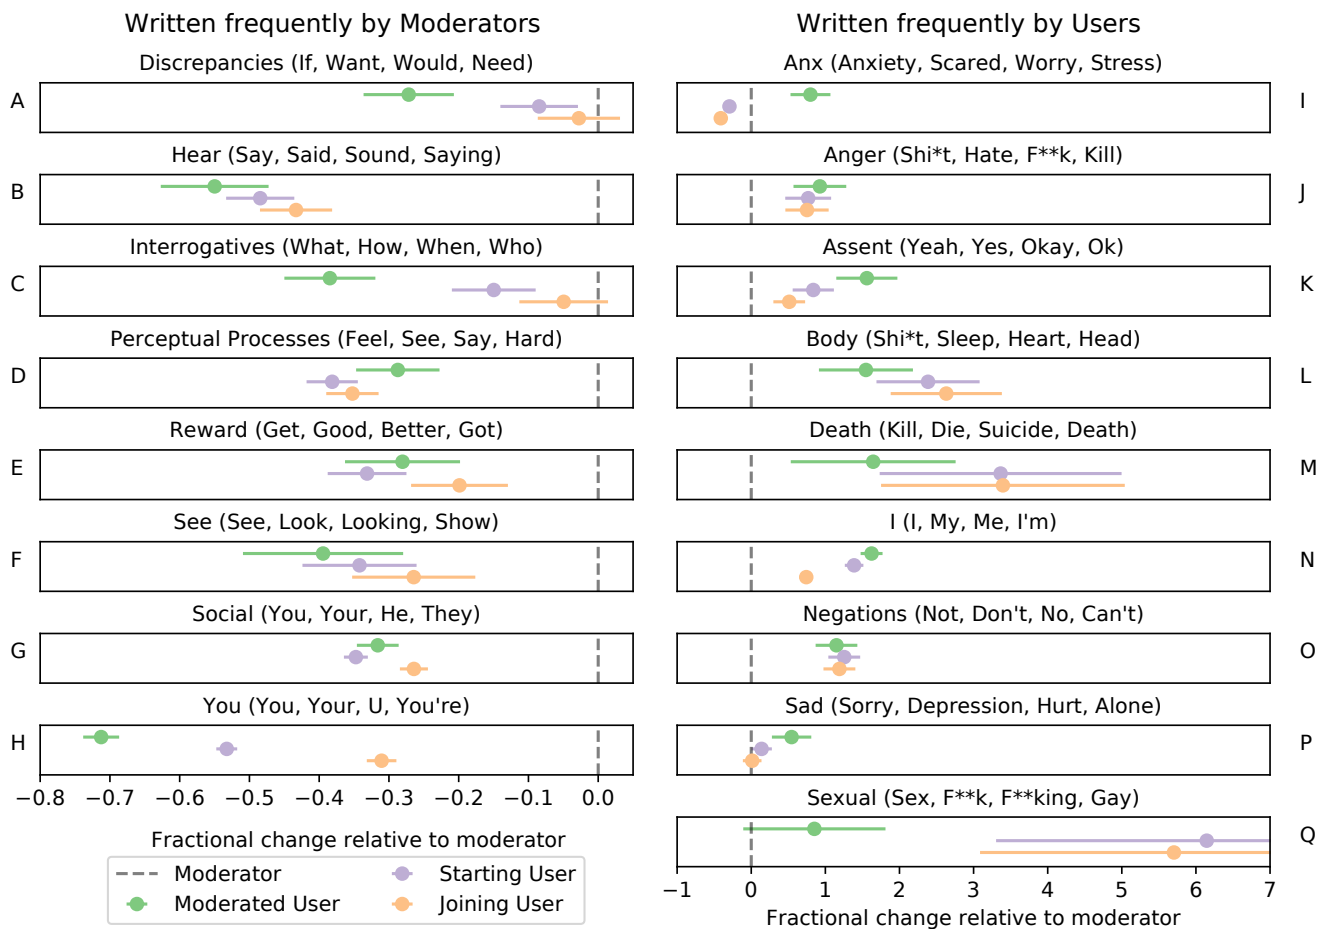 Written frequently by Moderators
Discrepancies (If, Want, Would, Need)
A
Hear (Say, Said, Sound, Saying)
B
Interrogatives (What, How, When, Who)
C
Perceptual Processes (Feel, See, Say, Hard)
D
Reward (Get, Good, Better, Got)
E
See (See, Look, Looking, Show)
F
Social (You, Your, He, They)
G
You (You, Your, U, You're)
H
−0.8 −0.7 −0.6 −0.5 −0.4 −0.3 −0.2 −0.1 0.0
Fractional change relative to moderator
Moderator
Moderated User
Starting User
Joining User
Written frequently by Users
Anx (Anxiety, Scared, Worry, Stress)
I
Anger (Shi*t, Hate, F**k, Kill)
J
Assent (Yeah, Yes, Okay, Ok)
K
Body (Shi*t, Sleep, Heart, Head)
L
Death (Kill, Die, Suicide, Death)
M
I (I, My, Me, I'm)
N
Negations (Not, Don't, No, Can't)
O
Sad (Sorry, Depression, Hurt, Alone)
P
Sexual (Sex, F**k, F**king, Gay)
Q
−1 0 1 2 3 4 5 6 7
Fractional change relative to moderator